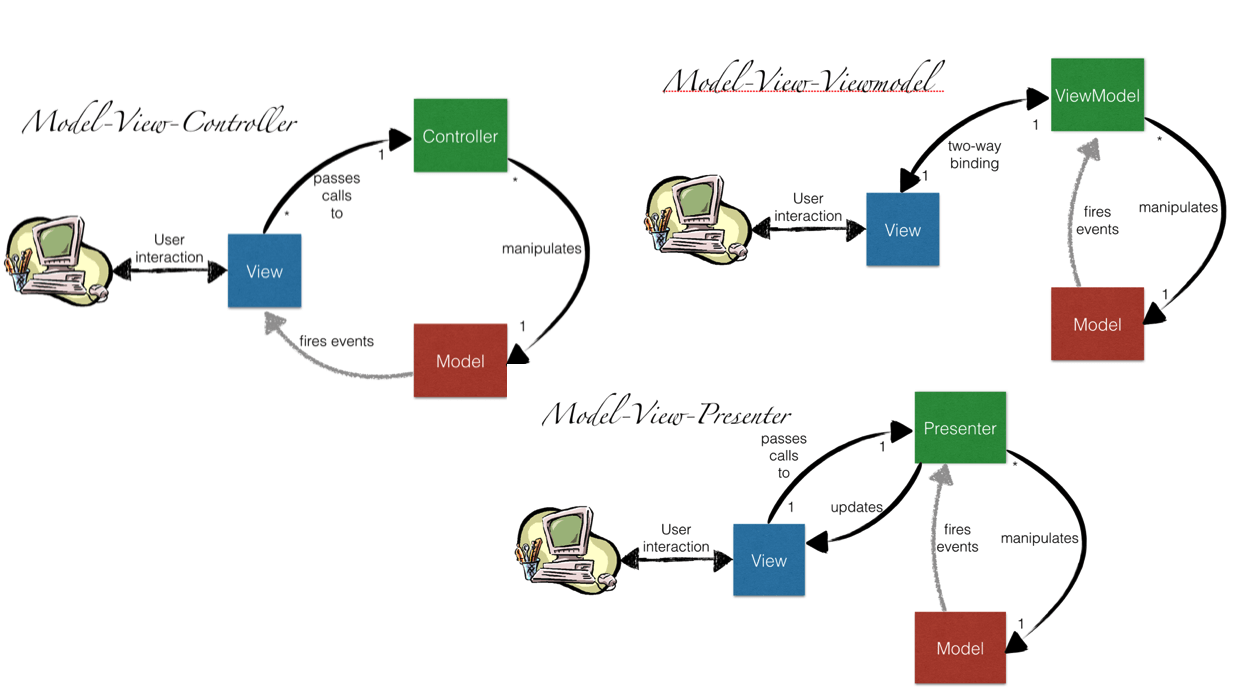 Model-View-Controller
Controller
1
passes
calls
to
*
*
manipulates
User
interaction
View
1
fires events
Model
Model-View-Viewmodel
ViewModel
1
*
two-way
binding
1
User
interaction
View
fires
events
manipulates
1
Model
Model-View-Presenter
passes
calls
to
1
Presenter
*
1
updates
User
interaction
View
fires
events
manipulates
1
Model